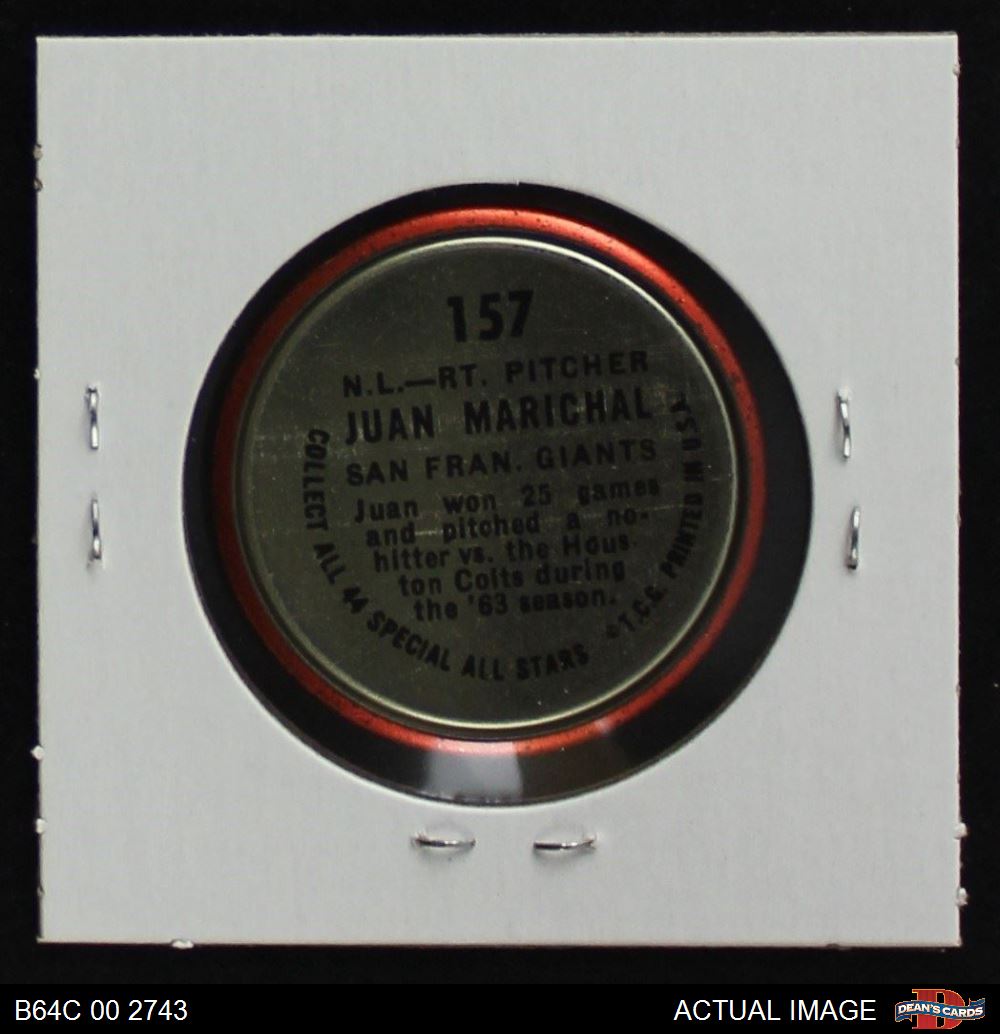 157
N.L.—RT. PITCHER
JUAN MARICHAL
SAN FRAN. GIANTS
Juan won 25 games
and pitched a no-
hitter vs. the Hous-
ton Colts during
the '63 season.
COLLECT ALL 44 SPECIAL ALL STARS
©T.C.G. PRINTED IN U.S.A.
B64C 00 2743
ACTUAL IMAGE
D
DEAN'S CARDS